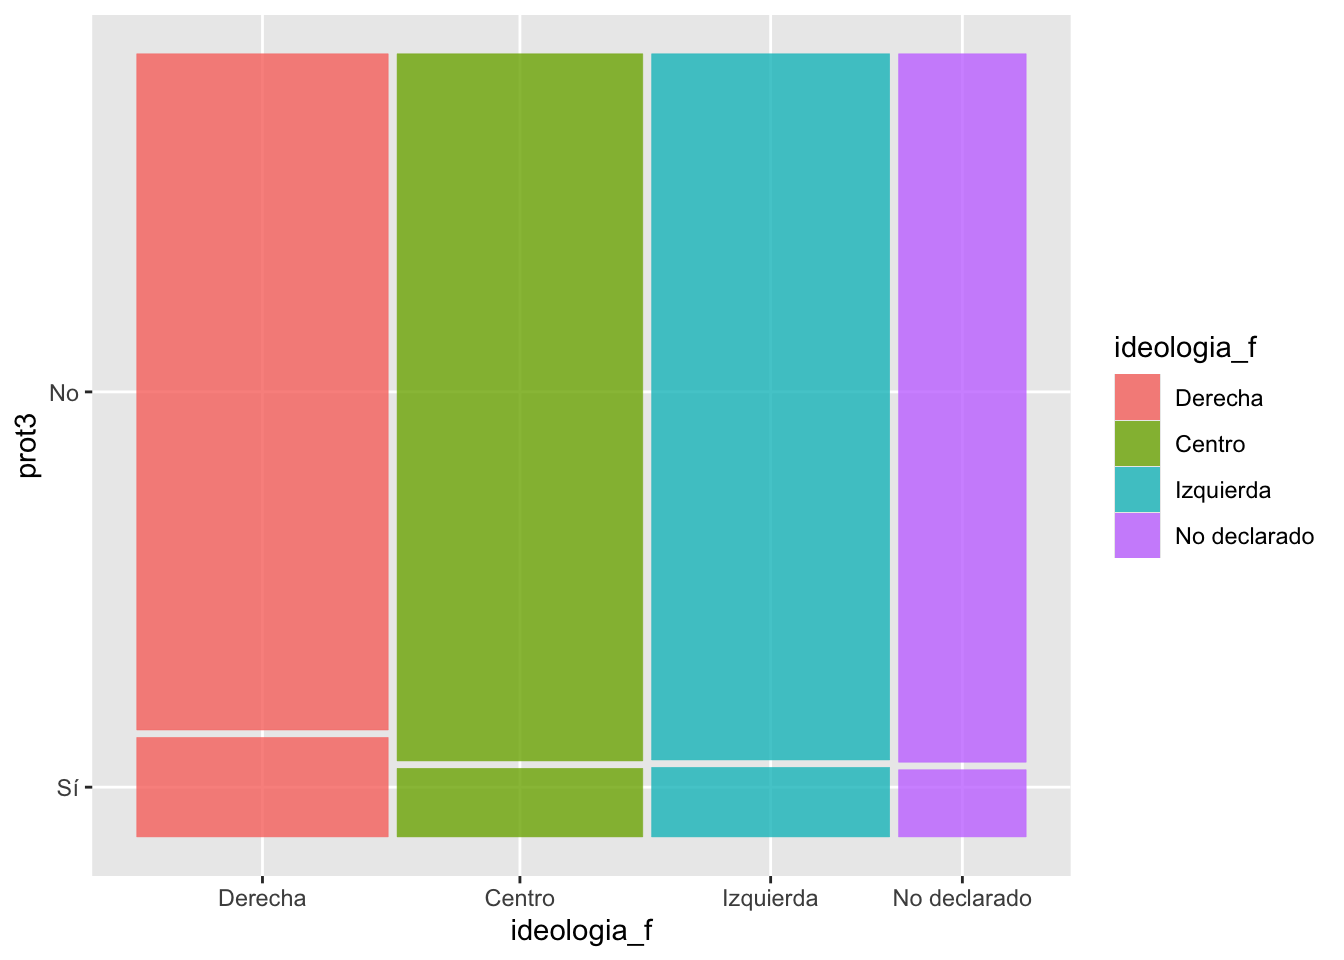 prot3
No
Sí
Derecha
Centro
Izquierda
No declarado
ideologia_f
ideologia_f
Derecha
Centro
Izquierda
No declarado